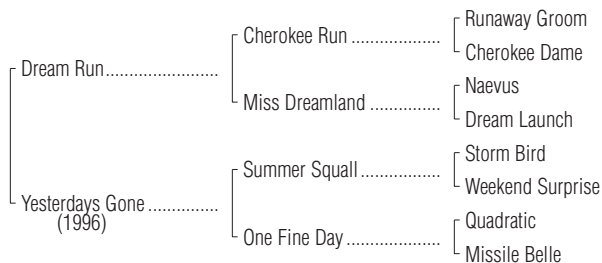 Runaway Groom
Cherokee Run ...................
Cherokee Dame
Dream Run ........................
Naevus
Miss Dreamland ...............
Dream Launch
Storm Bird
Summer Squall .................
Weekend Surprise
Yesterdays Gone ...............
(1996)
Quadratic
One Fine Day ....................
Missile Belle